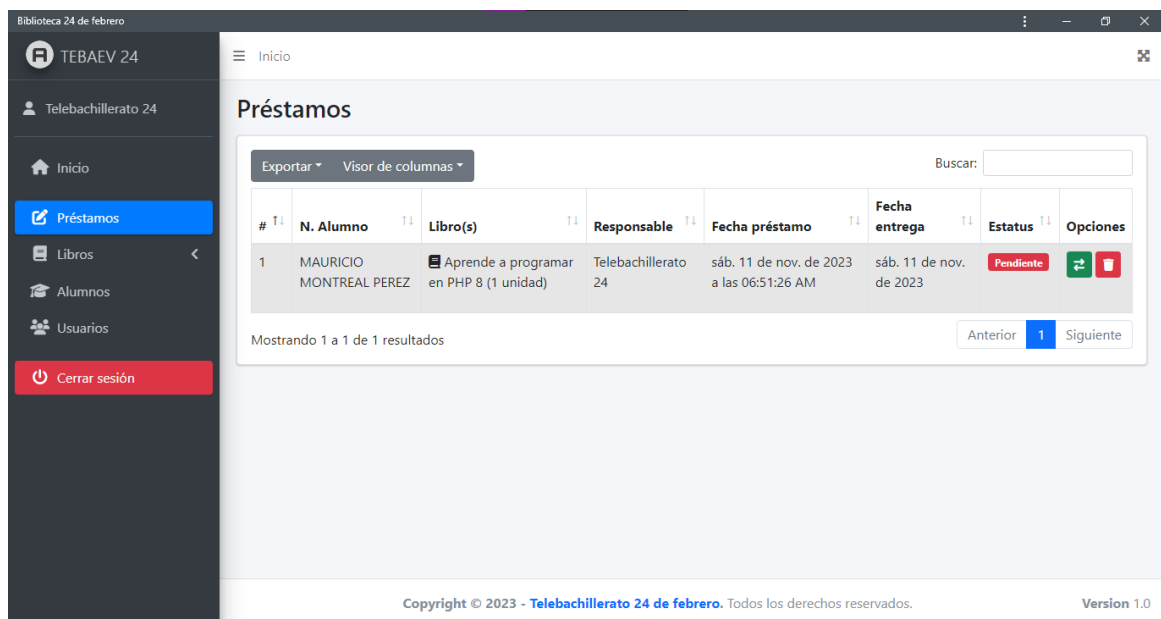 Biblioteca 24 de febrero
TEBAEV 24
Inicio
Telebachillerato 24
Inicio
Préstamos
Libros
Alumnos
Usuarios
Cerrar sesión
Préstamos
Exportar Visor de columnas
Buscar:
# N. Alumno Libro(s) Responsable Fecha préstamo Fecha entrega Estatus Opciones
1 MAURICIO MONTREAL PEREZ Aprende a programar en PHP 8 (1 unidad) Telebachillerato 24 sáb. 11 de nov. de 2023 a las 06:51:26 AM sáb. 11 de nov. de 2023 Pendiente
Mostrando 1 a 1 de 1 resultados
Anterior 1 Siguiente
Copyright © 2023 - Telebachillerato 24 de febrero. Todos los derechos reservados.
Version 1.0